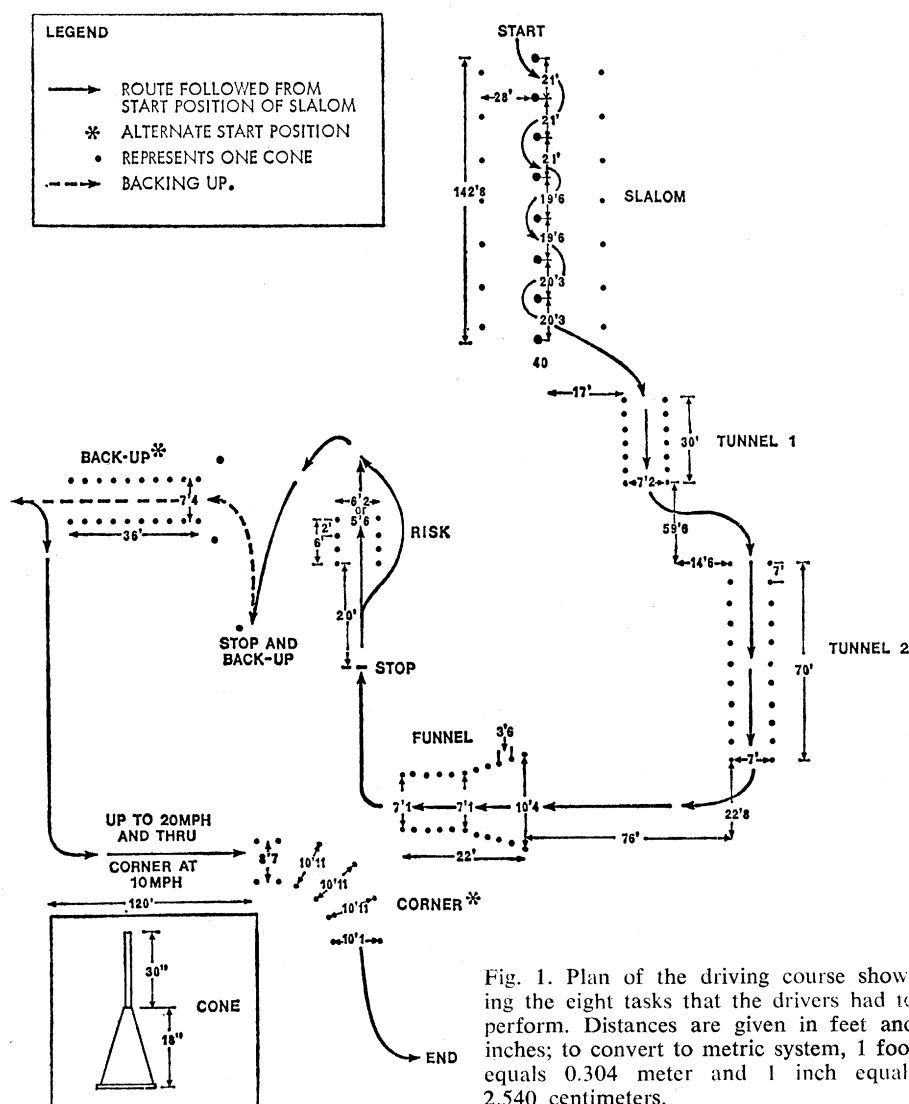 LEGEND
ROUTE FOLLOWED FROM
START POSITION OF SLALOM
* ALTERNATE START POSITION
• REPRESENTS ONE CONE
BACKING UP.
START
21'
28'
21'
21'
142'8
19'6
SLALOM
19'6
20'3
20'3
40
17'
30'
TUNNEL 1
7'2
59'6
14'6
7'
70'
TUNNEL 2
7'
22'8
76'
BACK-UP*
7'4
36'
6'2
or
5'6
2'
6'
RISK
20'
STOP AND
BACK-UP
STOP
FUNNEL
3'6
7'1
7'1
10'4
22'
UP TO 20MPH
AND THRU
CORNER AT
10MPH
120'
8'7
10'11
10'11
10'11
CORNER*
10'1
END
30"
CONE
18"
Fig. 1. Plan of the driving course show-
ing the eight tasks that the drivers had to
perform. Distances are given in feet and
inches; to convert to metric system, 1 foo
equals 0.304 meter and 1 inch equal
2.540 centimeters.